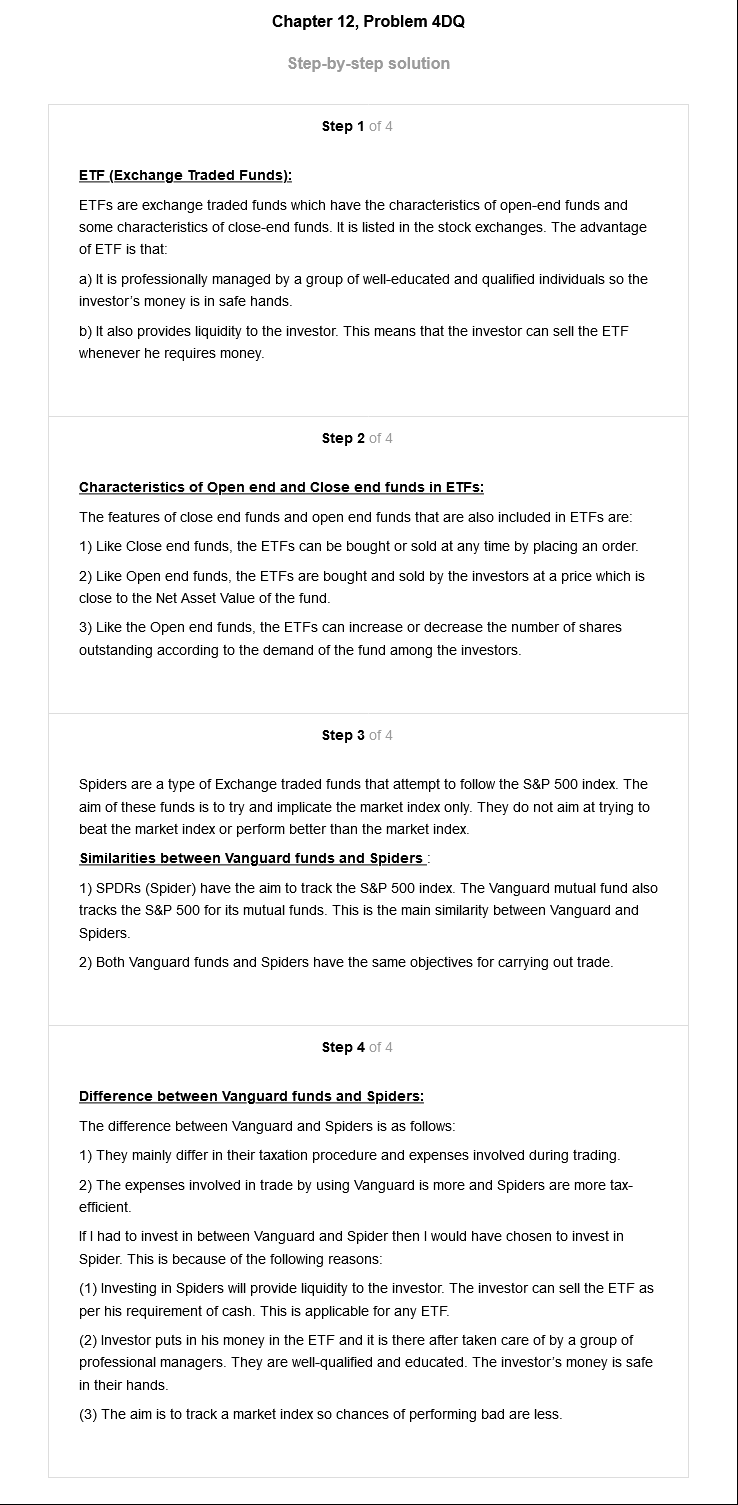 Chapter 12, Problem 4DQ
Step-by-step solution
Step 1 of 4
ETF (Exchange Traded Funds):
ETFs are exchange traded funds which have the characteristics of open-end funds and
some characteristics of close-end funds. It is listed in the stock exchanges. The advantage
of ETF is that:
a) It is professionally managed by a group of well-educated and qualified individuals so the
investor’s money is in safe hands.
b) It also provides liquidity to the investor. This means that the investor can sell the ETF
whenever he requires money.
Step 2 of 4
Characteristics of Open end and Close end funds in ETFs:
The features of close end funds and open end funds that are also included in ETFs are:
1) Like Close end funds, the ETFs can be bought or sold at any time by placing an order.
2) Like Open end funds, the ETFs are bought and sold by the investors at a price which is
close to the Net Asset Value of the fund.
3) Like the Open end funds, the ETFs can increase or decrease the number of shares
outstanding according to the demand of the fund among the investors.
Step 3 of 4
Spiders are a type of Exchange traded funds that attempt to follow the S&P 500 index. The
aim of these funds is to try and implicate the market index only. They do not aim at trying to
beat the market index or perform better than the market index.
Similarities between Vanguard funds and Spiders :
1) SPDRs (Spider) have the aim to track the S&P 500 index. The Vanguard mutual fund also
tracks the S&P 500 for its mutual funds. This is the main similarity between Vanguard and
Spiders.
2) Both Vanguard funds and Spiders have the same objectives for carrying out trade.
Step 4 of 4
Difference between Vanguard funds and Spiders:
The difference between Vanguard and Spiders is as follows:
1) They mainly differ in their taxation procedure and expenses involved during trading.
2) The expenses involved in trade by using Vanguard is more and Spiders are more tax-
efficient.
If I had to invest in between Vanguard and Spider then I would have chosen to invest in
Spider. This is because of the following reasons:
(1) Investing in Spiders will provide liquidity to the investor. The investor can sell the ETF as
per his requirement of cash. This is applicable for any ETF.
(2) Investor puts in his money in the ETF and it is there after taken care of by a group of
professional managers. They are well-qualified and educated. The investor’s money is safe
in their hands.
(3) The aim is to track a market index so chances of performing bad are less.